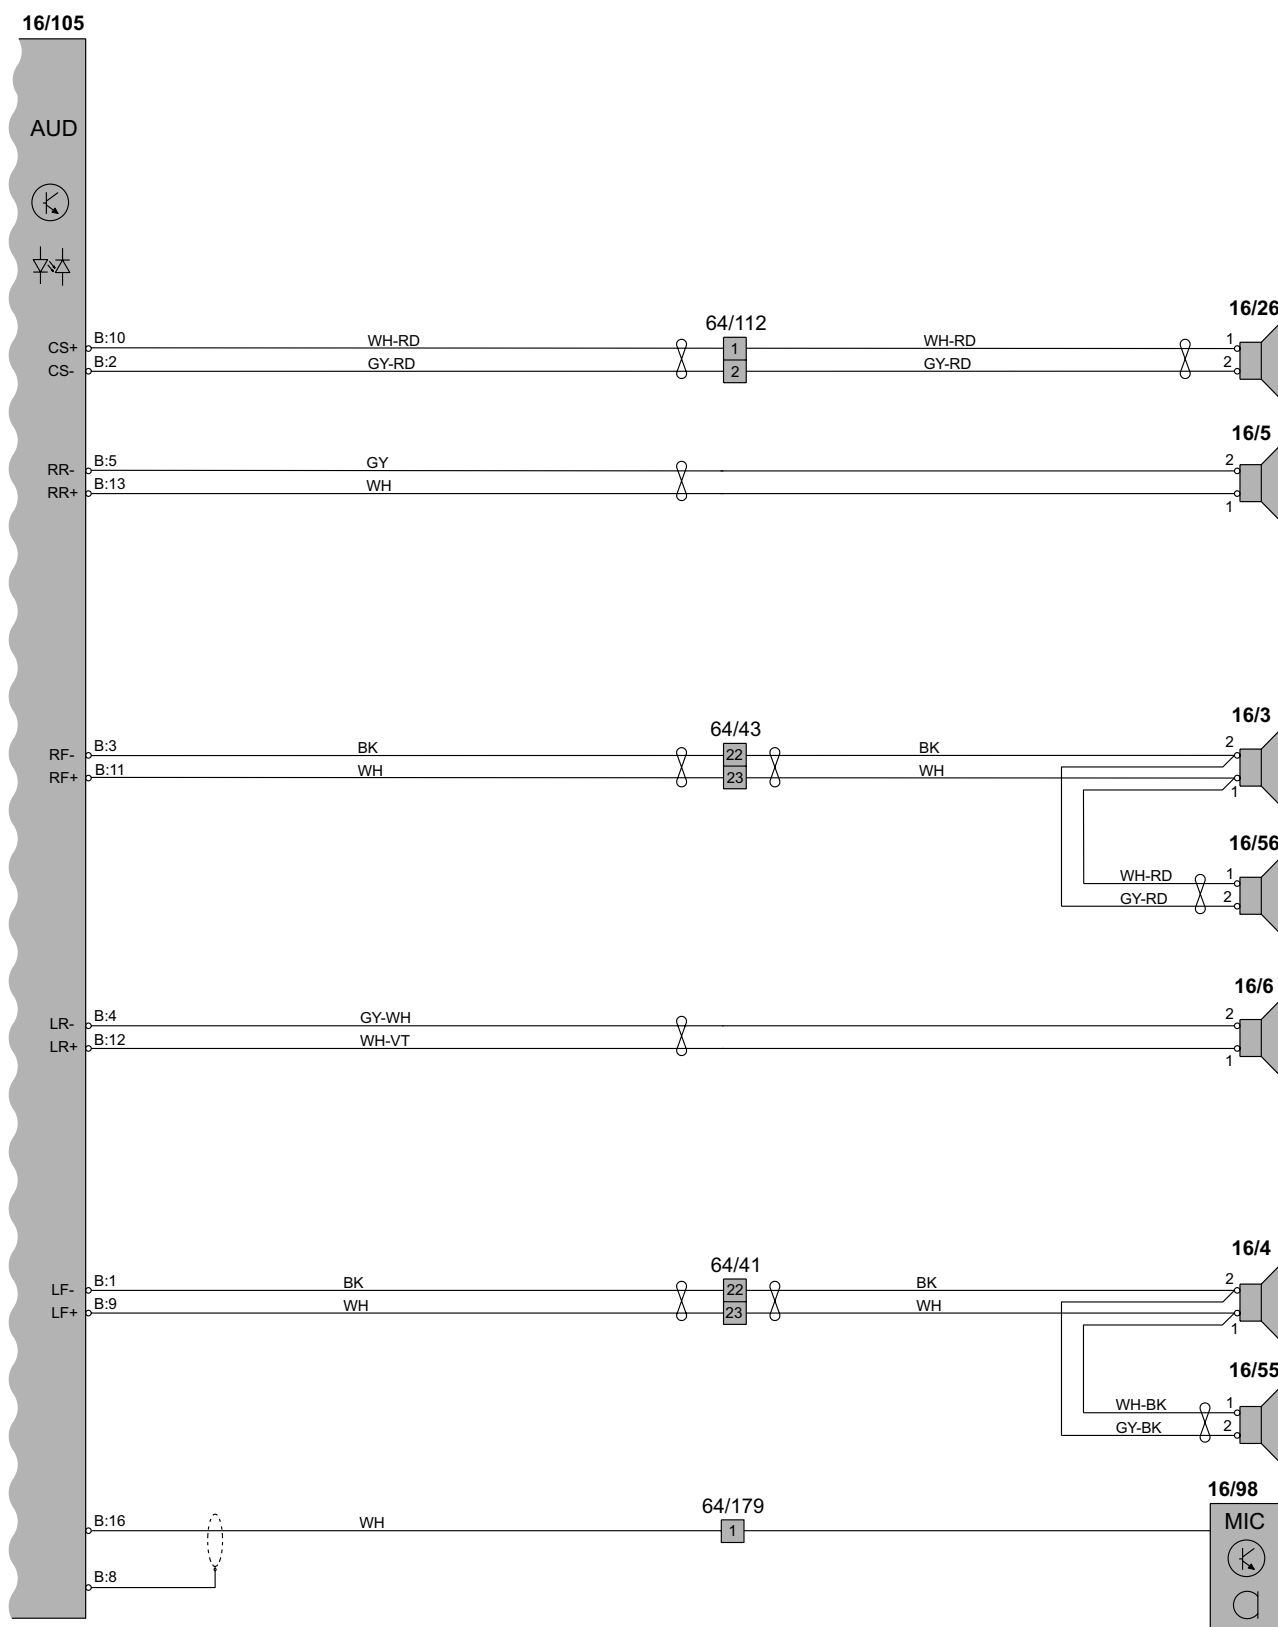 16/105
AUD
16/26
64/112
CS+ B:10 WH-RD 1 WH-RD 1
CS- B:2 GY-RD 2 GY-RD 2
16/5
RR- B:5 GY 2
RR+ B:13 WH 1
16/3
64/43
RF- B:3 BK 22 BK 2
RF+ B:11 WH 23 WH 1
16/56
WH-RD 1
GY-RD 2
16/6
LR- B:4 GY-WH 2
LR+ B:12 WH-VT 1
16/4
64/41
LF- B:1 BK 22 BK 2
LF+ B:9 WH 23 WH 1
16/55
WH-BK 1
GY-BK 2
16/98
64/179
B:16 WH 1 MIC
B:8